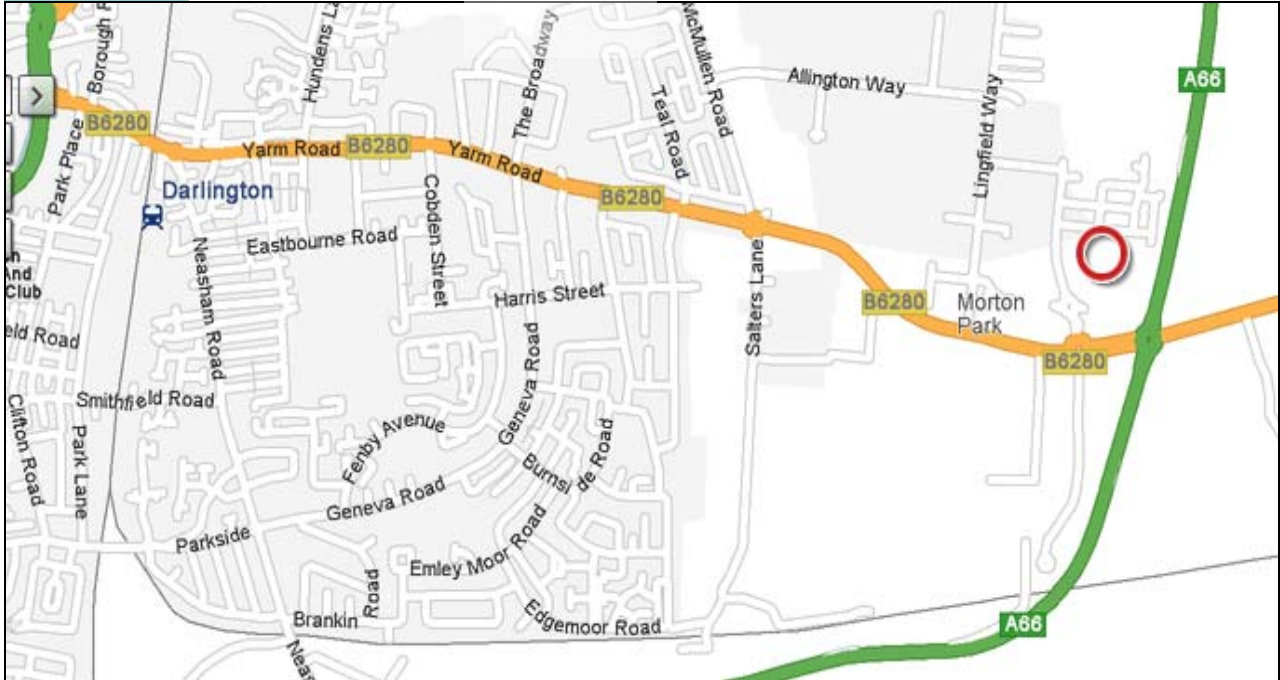 Borough
Hundens
The Broadway
McMullen Road
Allington Way
A66
>
B6280
Park Place
Teal Road
Lingfield Way
Yarm Road
B6280
Yarm Road
Darlington
Cobden Street
B6280
Eastbourne Road
And
Club
Neasham Road
Harris Street
Salters Lane
B6280
Morton
Park
B6280
eld Road
Geneva Road
Smithfield Road
Clifton Road
Park Lane
Fenby Avenue
Burnside Road
Geneva Road
Parkside
Emley Moor Road
Road
Brankin
Edgemoor Road
A66
Neas